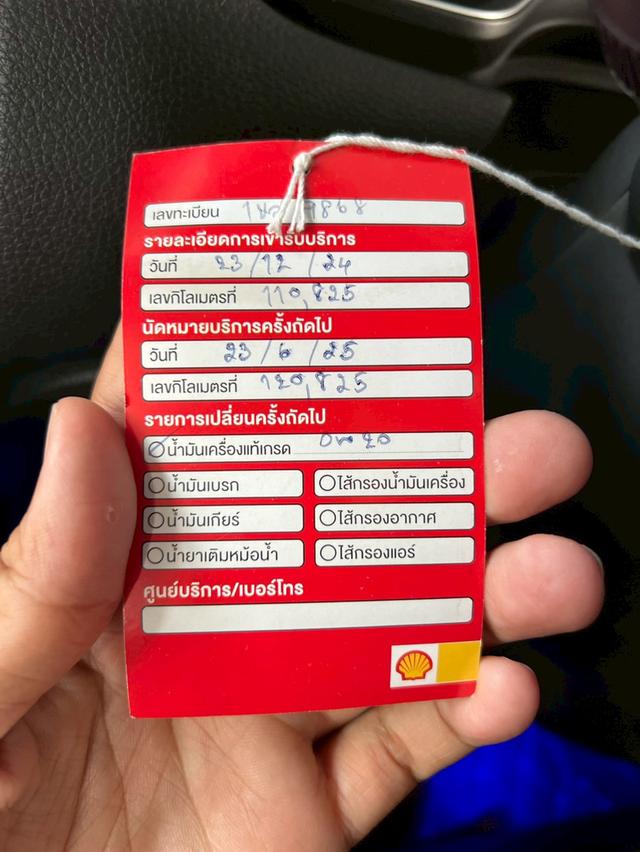 เลขทะเบียน 9868
รายละเอียดการเข้ารับบริการ
วันที่ 23/12/24
เลขกิโลเมตรที่ 110,825
นัดหมายบริการครั้งถัดไป
วันที่ 23/6/25
เลขกิโลเมตรที่ 120,825
รายการเปลี่ยนครั้งถัดไป
น้ำมันเครื่องแท้เกรด 0w20
น้ำมันเบรก ไส้กรองน้ำมันเครื่อง
น้ำมันเกียร์ ไส้กรองอากาศ
น้ำยาเติมหม้อน้ำ ไส้กรองแอร์
ศูนย์บริการ/เบอร์โทร